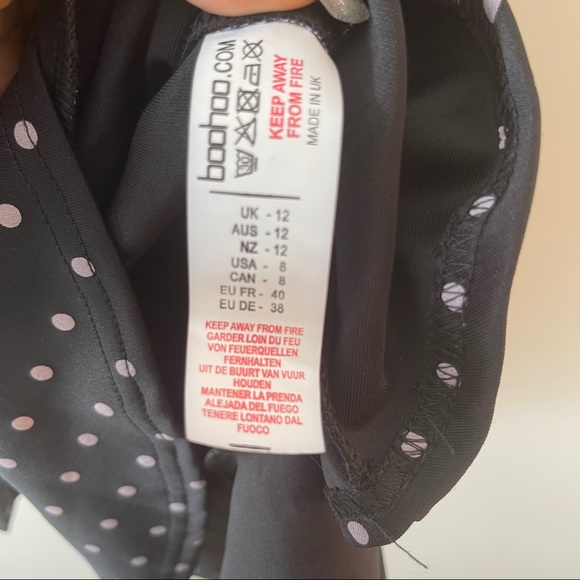 boohoo.COM
KEEP AWAY
FROM FIRE
MADE IN UK
UK - 12
AUS - 12
NZ - 12
USA - 8
CAN - 8
EU FR - 40
EU DE - 38
KEEP AWAY FROM FIRE
GARDER LOIN DU FEU
VON FEUERQUELLEN
FERNHALTEN
UIT DE BUURT VAN VUUR
HOUDEN
MANTENER LA PRENDA
ALEJADA DEL FUEGO
TENERE LONTANO DAL
FUOCO